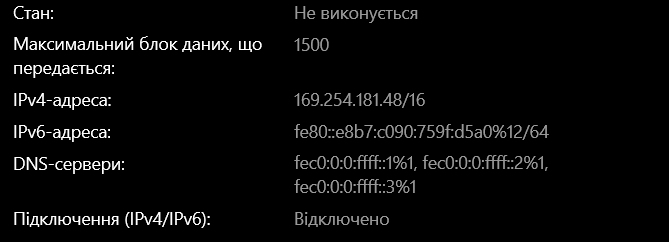 Стан: Не виконується
Максимальний блок даних, що передається: 1500
IPv4-адреса: 169.254.181.48/16
IPv6-адреса: fe80::e8b7:c090:759f:d5a0%12/64
DNS-сервери: fec0:0:0:ffff::1%1, fec0:0:0:ffff::2%1,
fec0:0:0:ffff::3%1
Підключення (IPv4/IPv6): Відключено